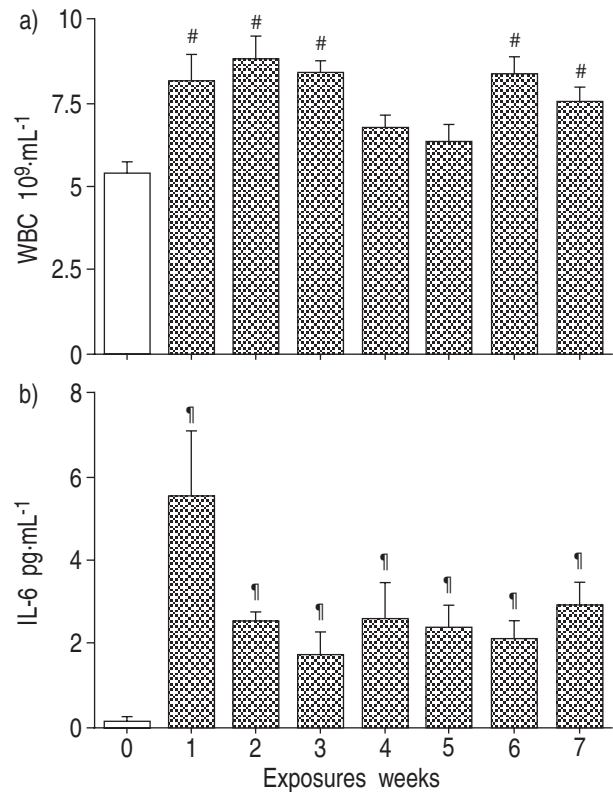 a)
10
7.5
5
2.5
0
WBC 10⁹·mL⁻¹
# # # # #
b)
8
6
4
2
0
IL-6 pg·mL⁻¹
¶ ¶ ¶ ¶ ¶ ¶ ¶
0 1 2 3 4 5 6 7
Exposures weeks